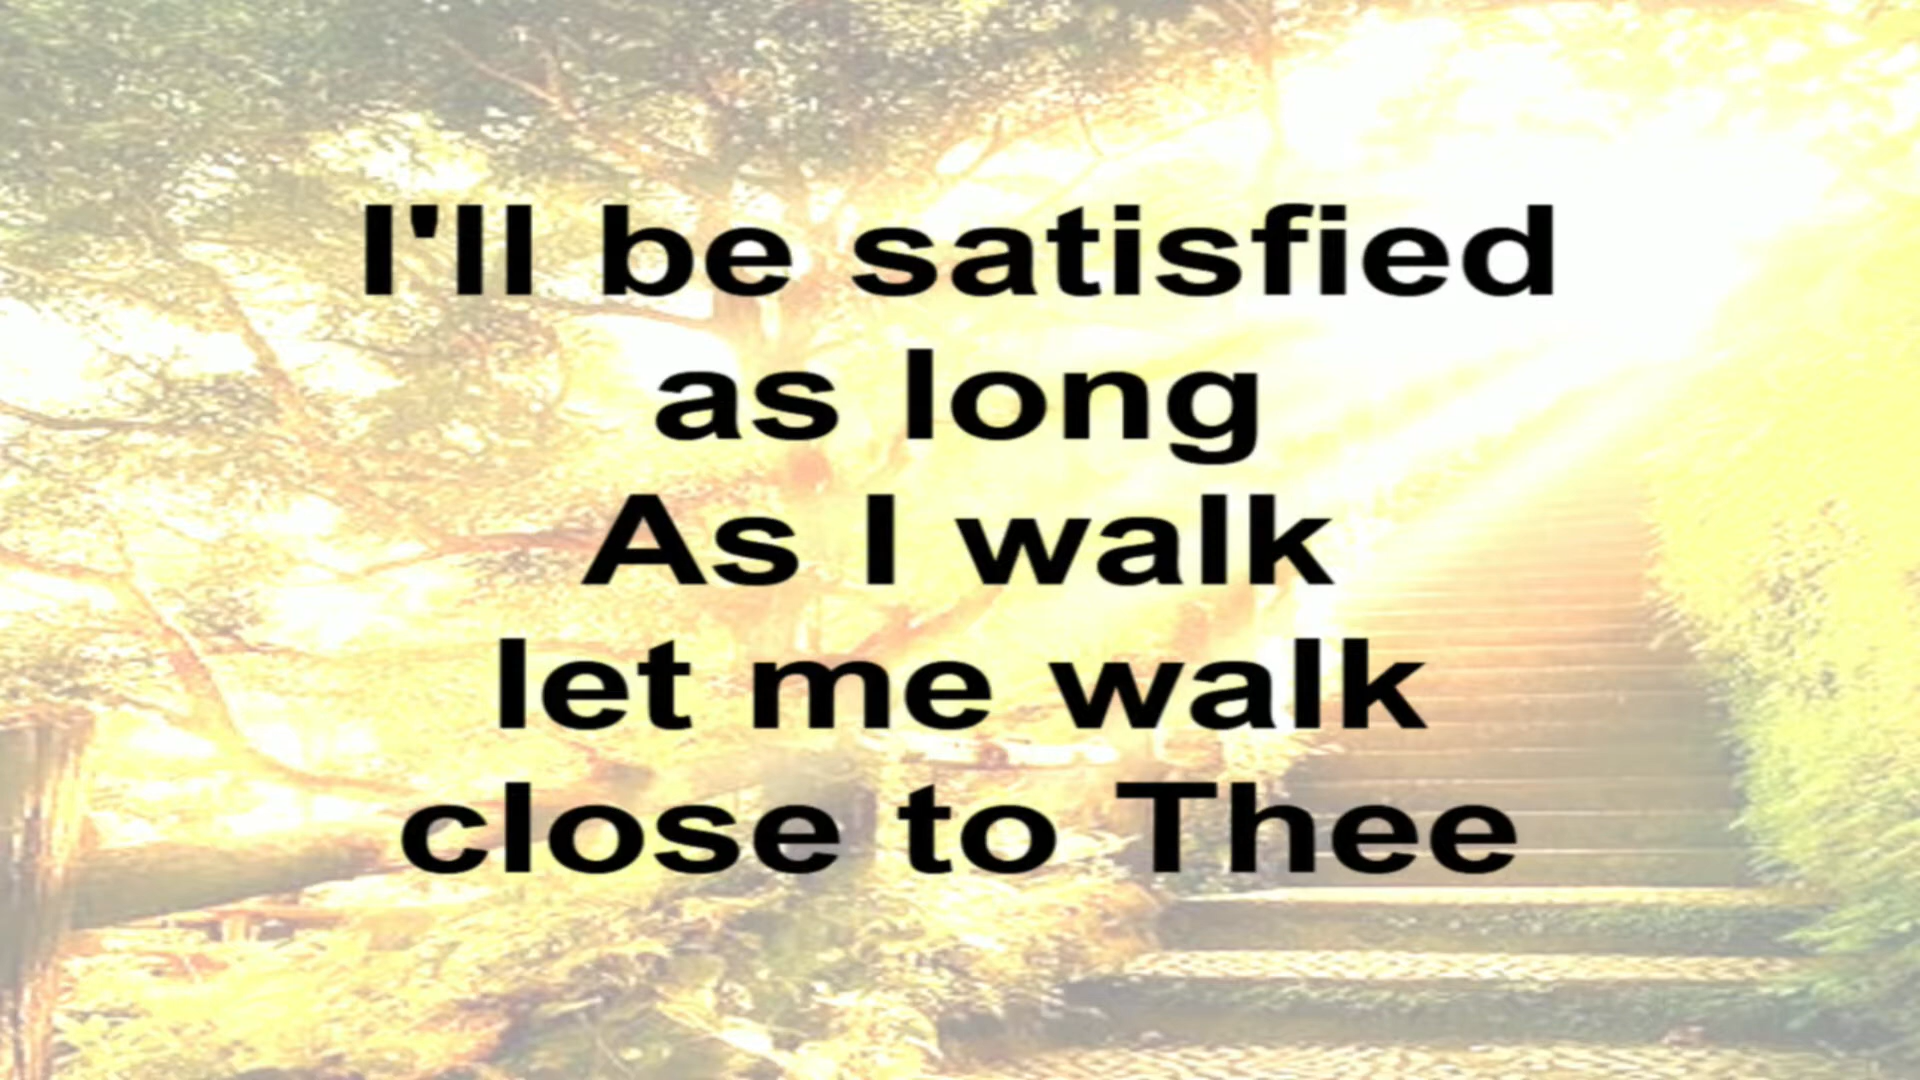 I'll be satisfied
as long
As I walk
let me walk
close to Thee